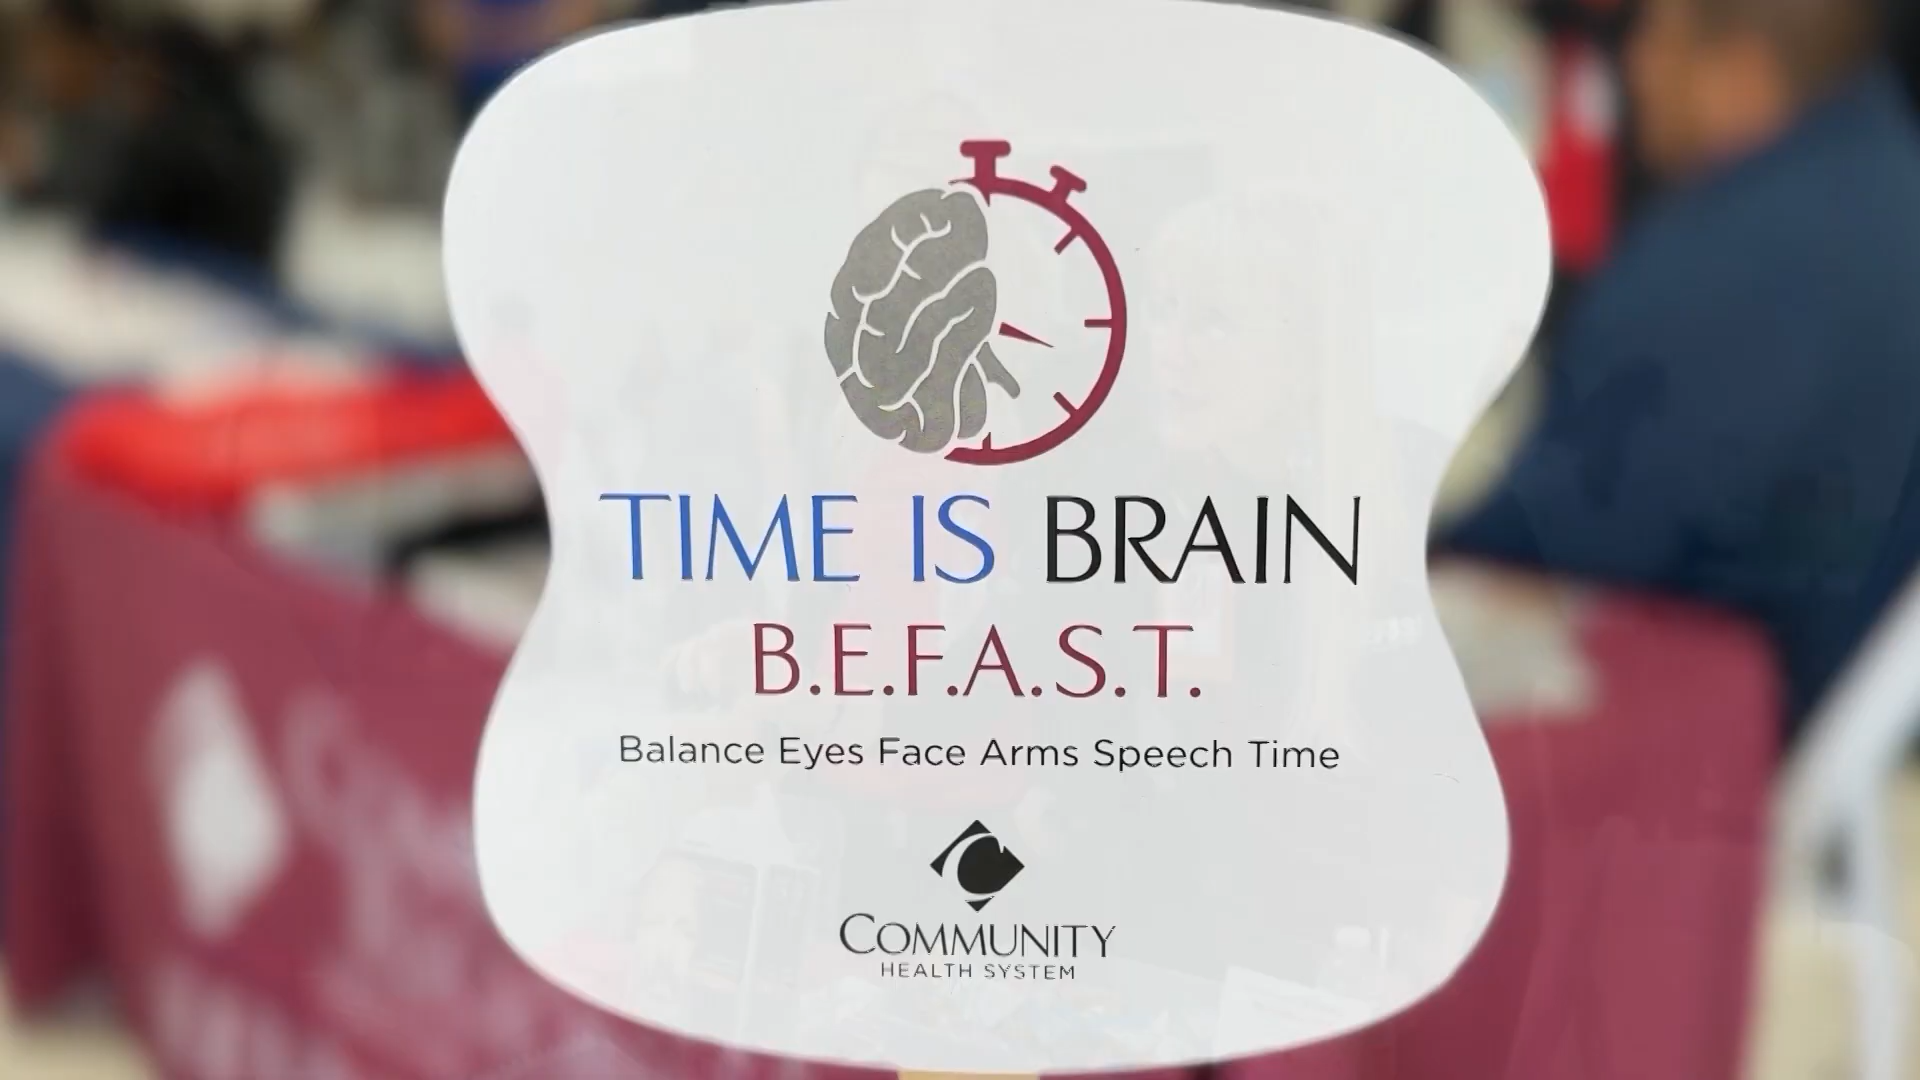 TIME IS BRAIN
B.E.F.A.S.T.
Balance Eyes Face Arms Speech Time
COMMUNITY
HEALTH SYSTEM